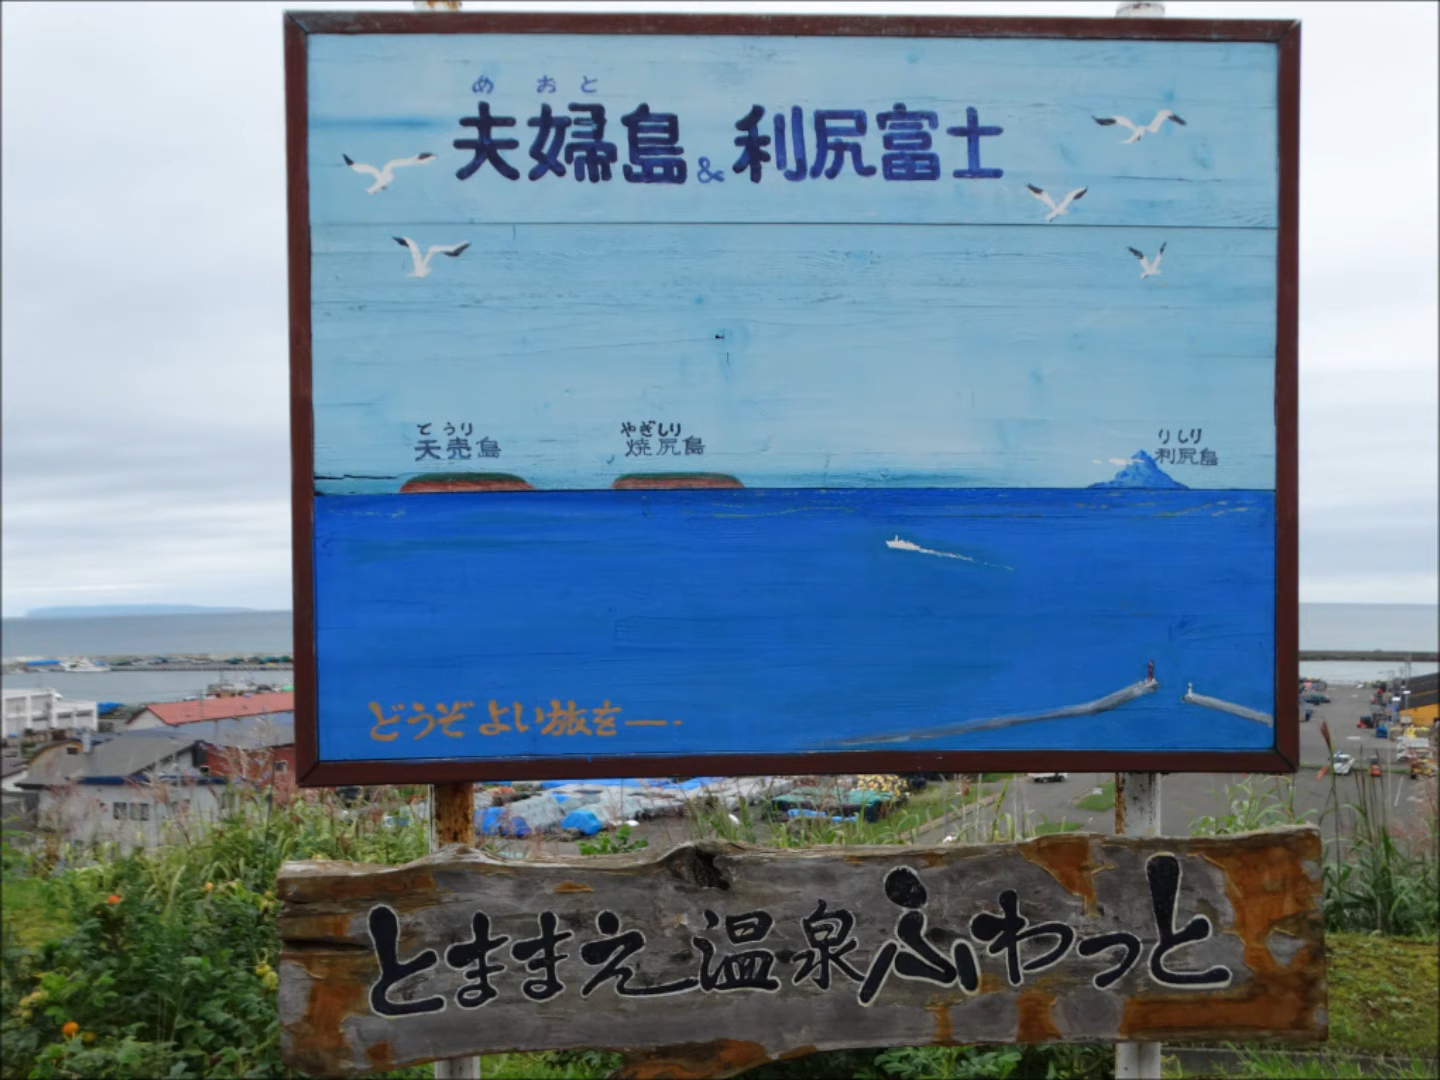 めおと
夫婦島&利尻富士
てうり
天売島
やぎしり
焼尻島
りしり
利尻島
どうぞよい旅を―‥
とままえ温泉ふわっと